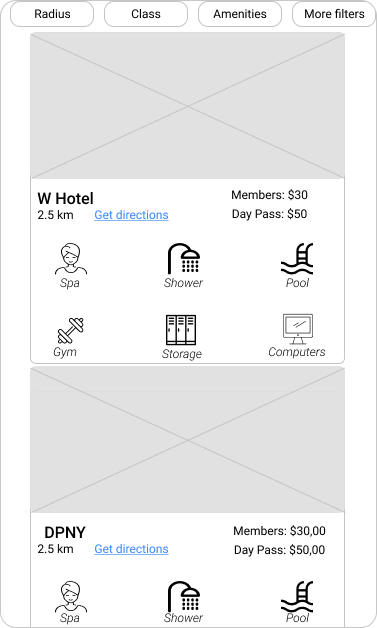 Radius Class Amenities More filters
W Hotel Members: $30
2.5 km Get directions Day Pass: $50
Spa Shower Pool
Gym Storage Computers
DPNY Members: $30,00
2.5 km Get directions Day Pass: $50,00
Spa Shower Pool